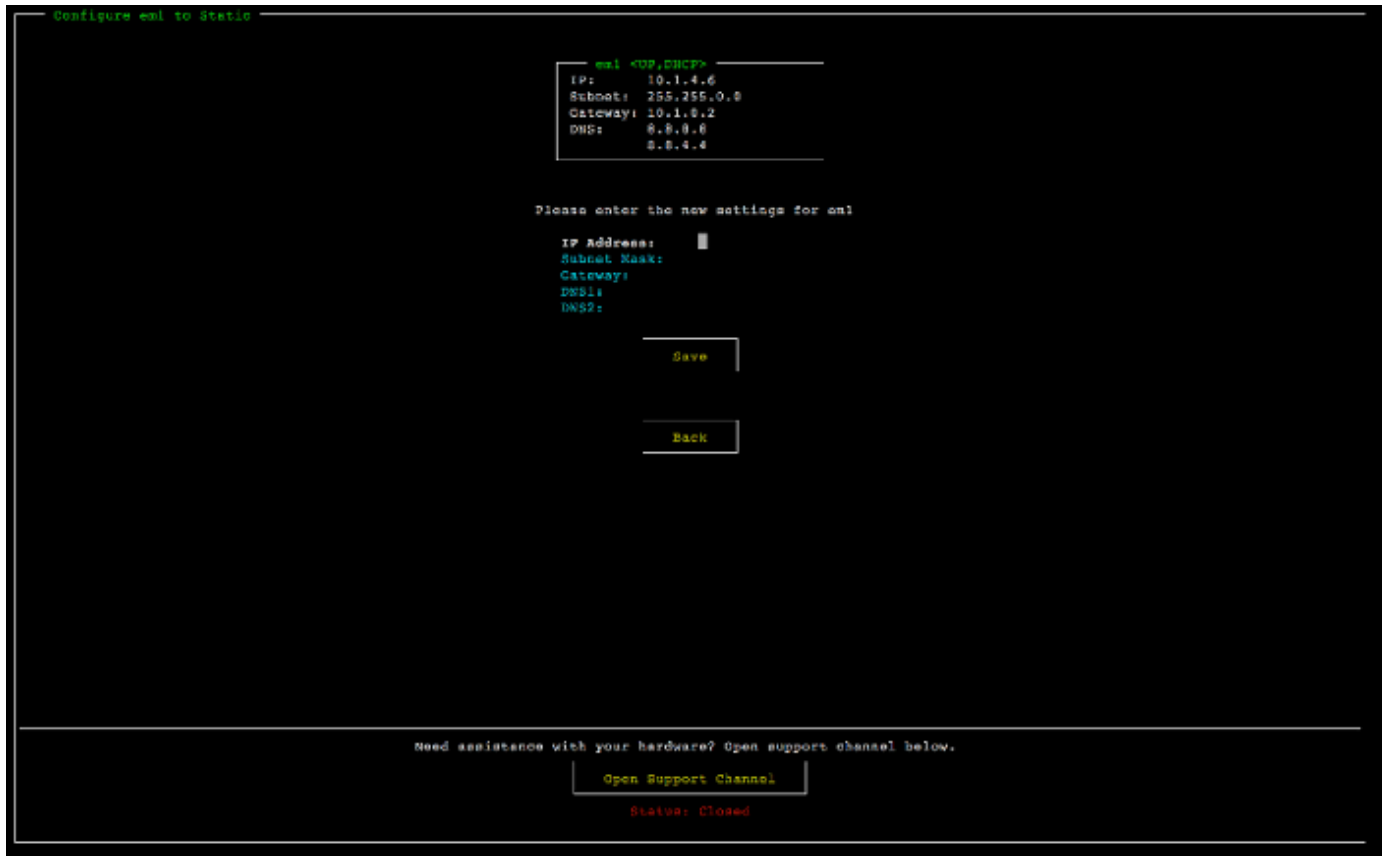 Configure em1 to Static
em1 <UP,DHCP>
IP: 10.1.4.6
Subnet: 255.255.0.0
Gateway: 10.1.0.2
DNS: 8.8.8.8
8.8.4.4
Please enter the new settings for em1
IP Address:
Subnet Mask:
Gateway:
DNS1:
DNS2:
Save
Back
Need assistance with your hardware? Open support channel below.
Open Support Channel
Status: Closed